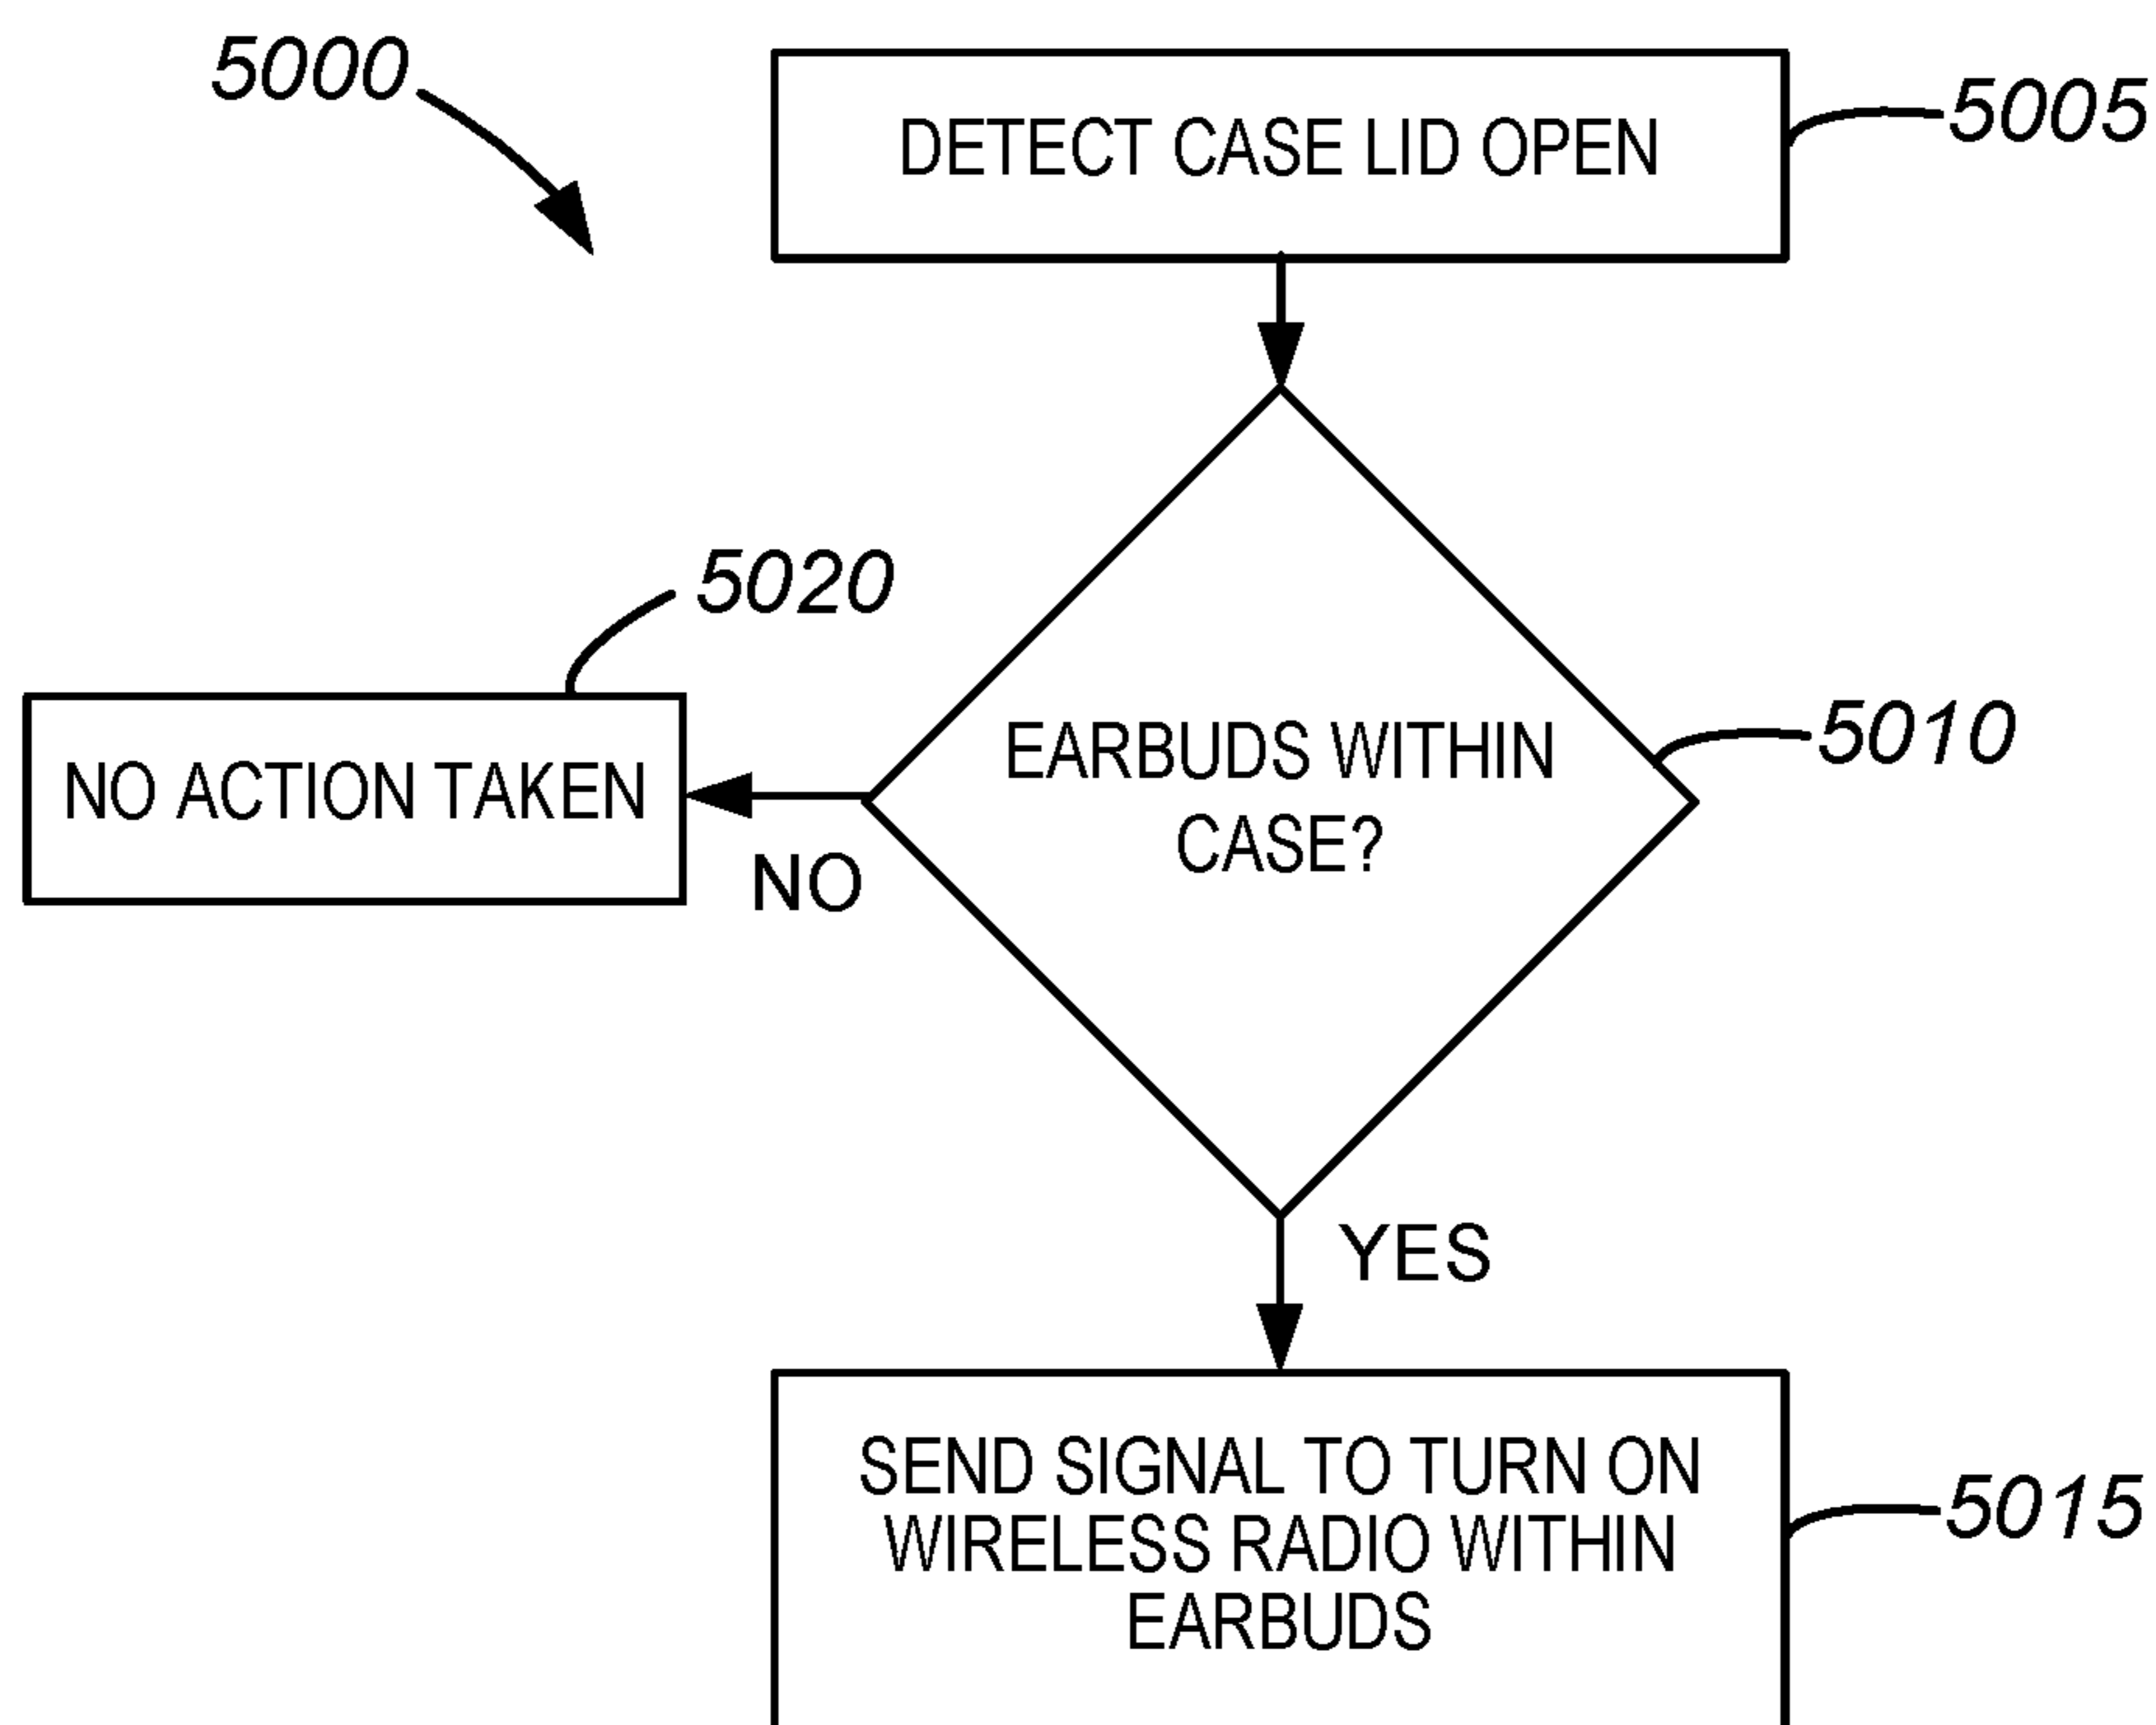 5000
DETECT CASE LID OPEN
5005
5020
NO ACTION TAKEN
NO
EARBUDS WITHIN
CASE?
5010
YES
SEND SIGNAL TO TURN ON
WIRELESS RADIO WITHIN
EARBUDS
5015